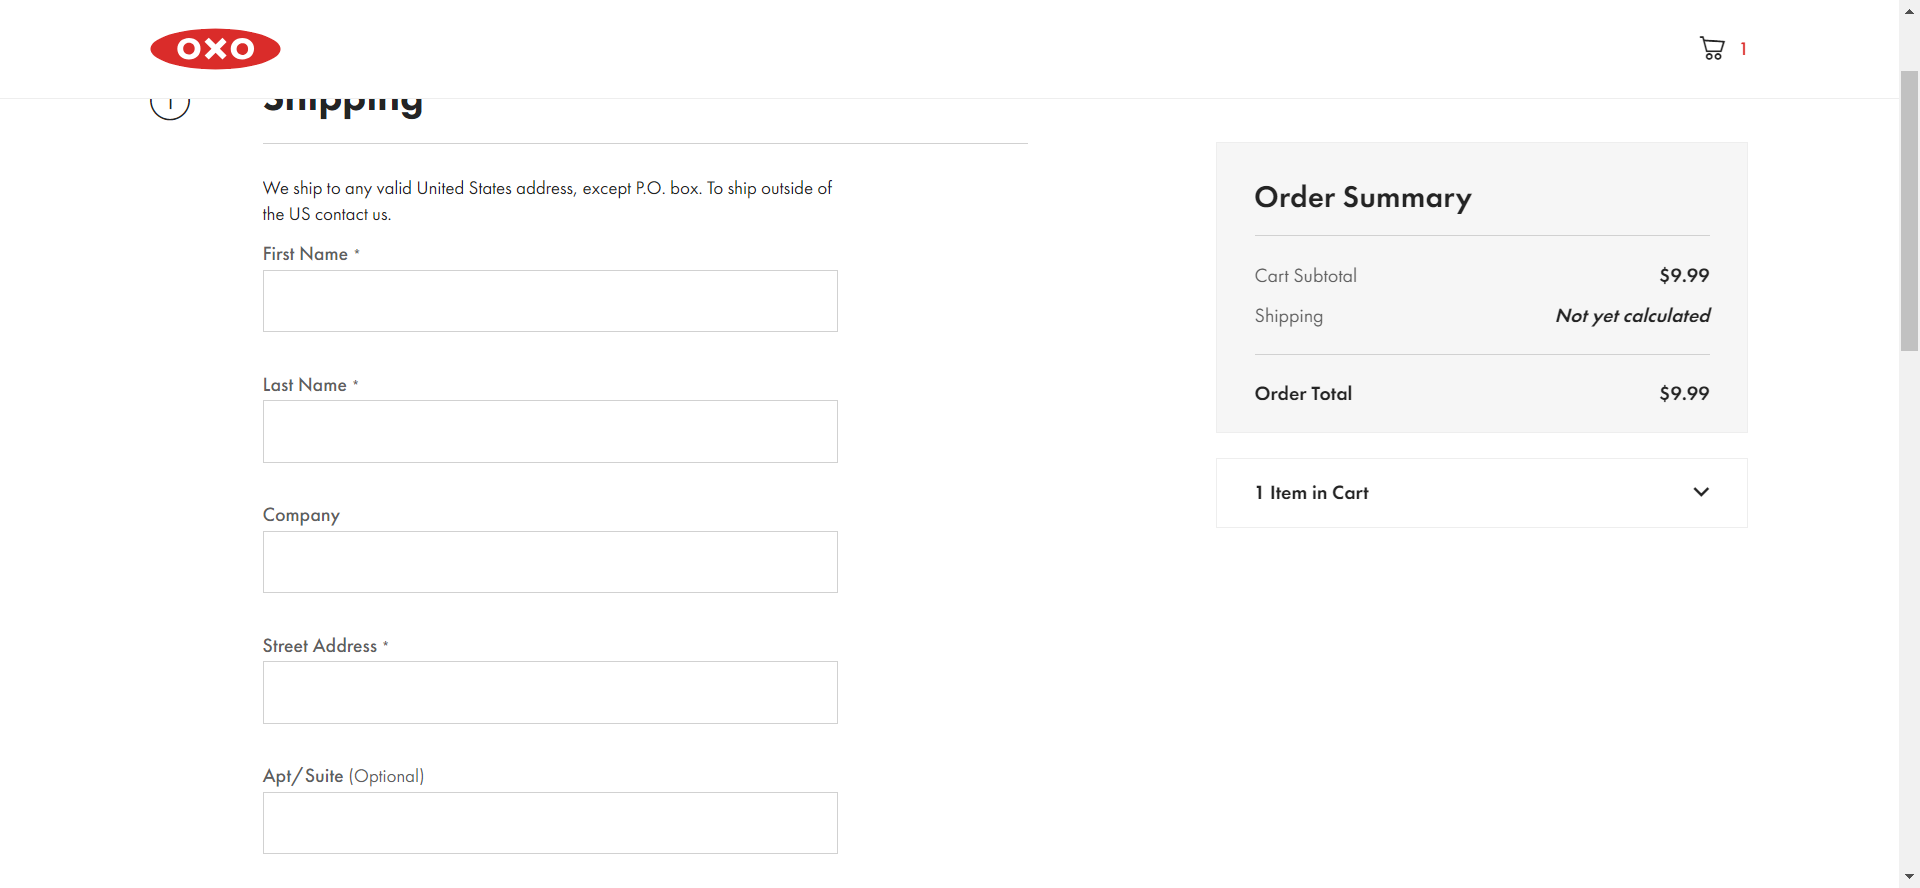 OXO
1
1
Shipping
We ship to any valid United States address, except P.O. box. To ship outside of
the US contact us.
First Name *
Last Name *
Company
Street Address *
Apt/Suite (Optional)
Order Summary
Cart Subtotal $9.99
Shipping Not yet calculated
Order Total $9.99
1 Item in Cart